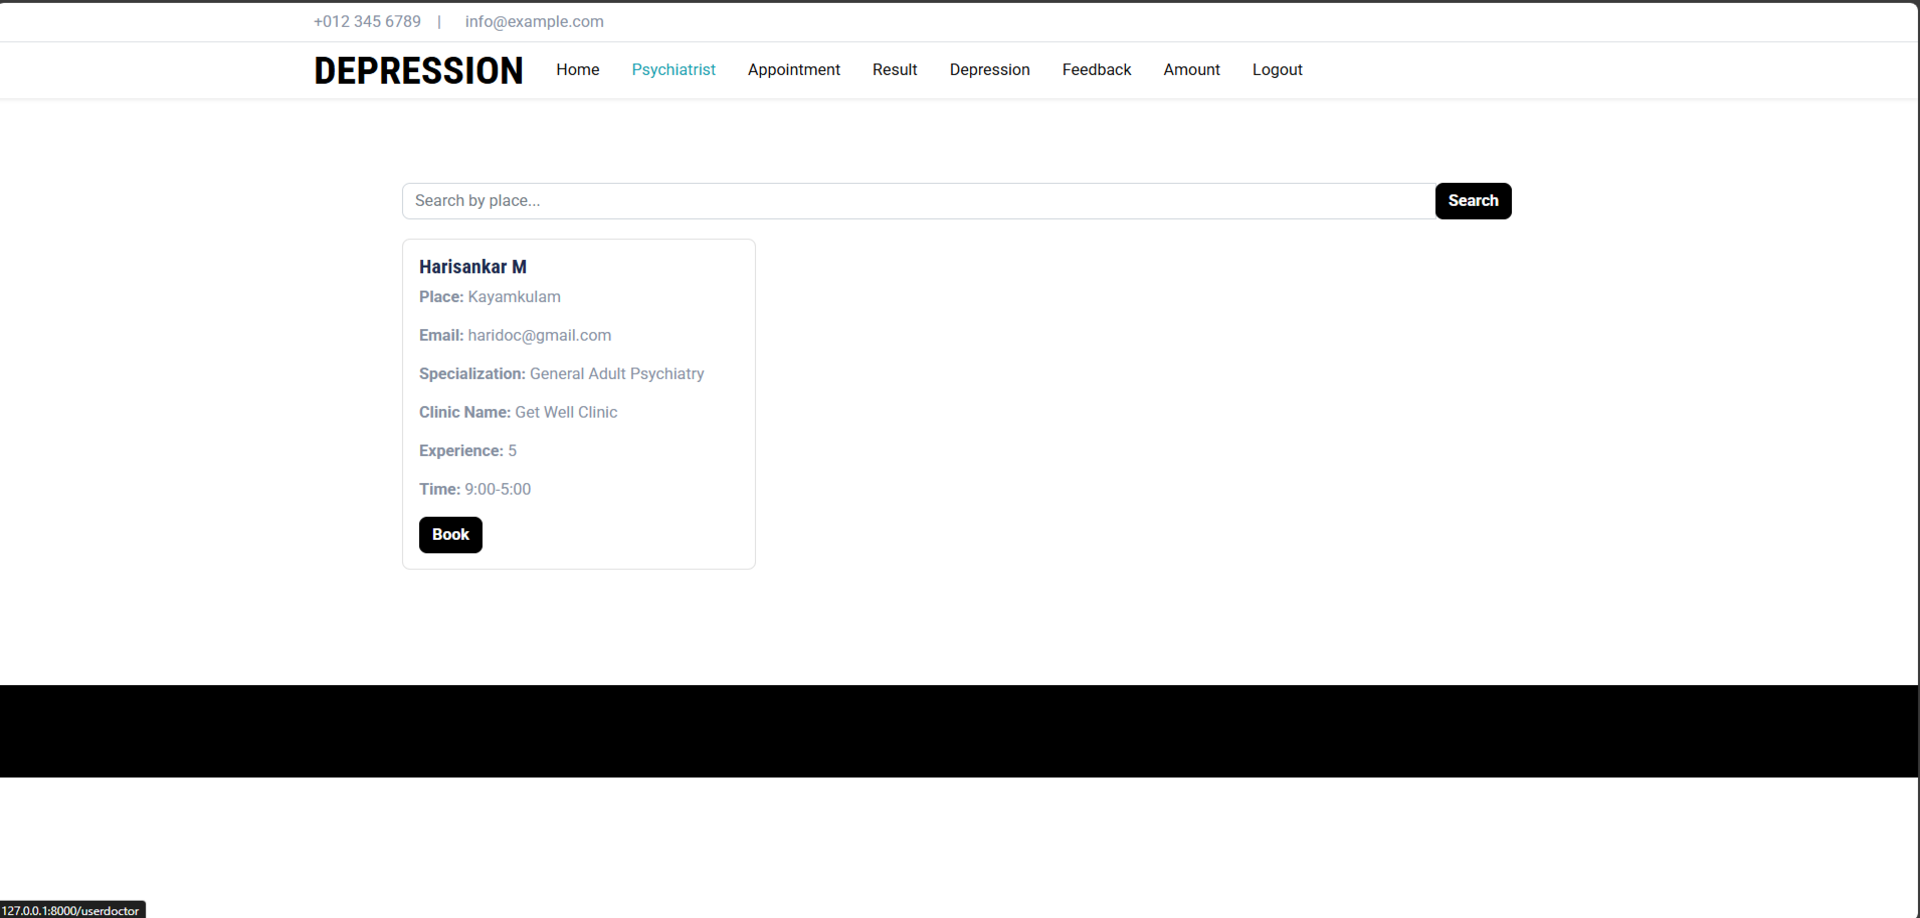 +012 345 6789 | info@example.com
DEPRESSION Home Psychiatrist Appointment Result Depression Feedback Amount Logout
Search by place... Search
Harisankar M
Place: Kayamkulam
Email: haridoc@gmail.com
Specialization: General Adult Psychiatry
Clinic Name: Get Well Clinic
Experience: 5
Time: 9:00-5:00
Book
127.0.0.1:8000/userdoctor